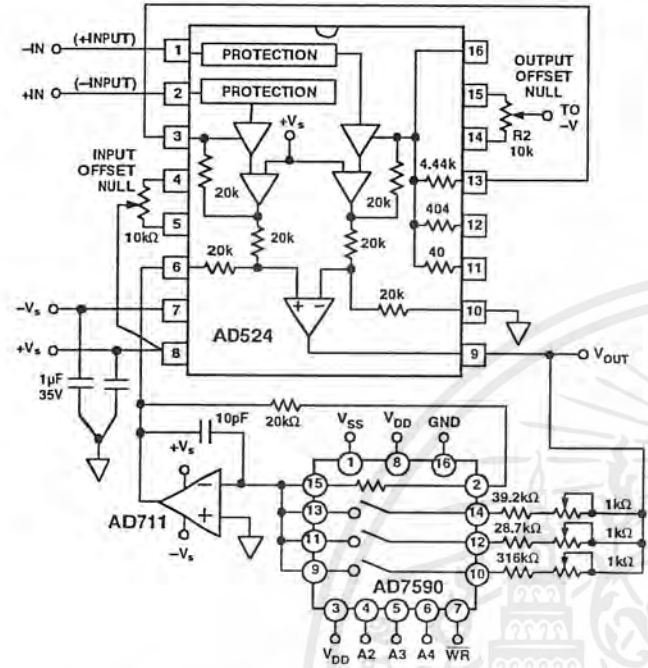 –IN (+INPUT)
+IN (–INPUT)
1 PROTECTION 16
2 PROTECTION 15
+Vs
3 14
OUTPUT
OFFSET
NULL
TO
–V
R2
10k
INPUT
OFFSET
NULL
4 13
4.44k
5 12
404
10kΩ
20k 20k
20k 20k
40
11
6 20k
20k 10
–Vs 7
+ –
+Vs 8 AD524 9 VOUT
1μF
35V
20kΩ
10pF
VSS VDD GND
1 8 16
+Vs
15 2
–
+
AD711
–Vs
13 14 39.2kΩ 1kΩ
11 12 28.7kΩ 1kΩ
9 10 316kΩ 1kΩ
AD7590
3 4 5 6 7
VDD A2 A3 A4 WR